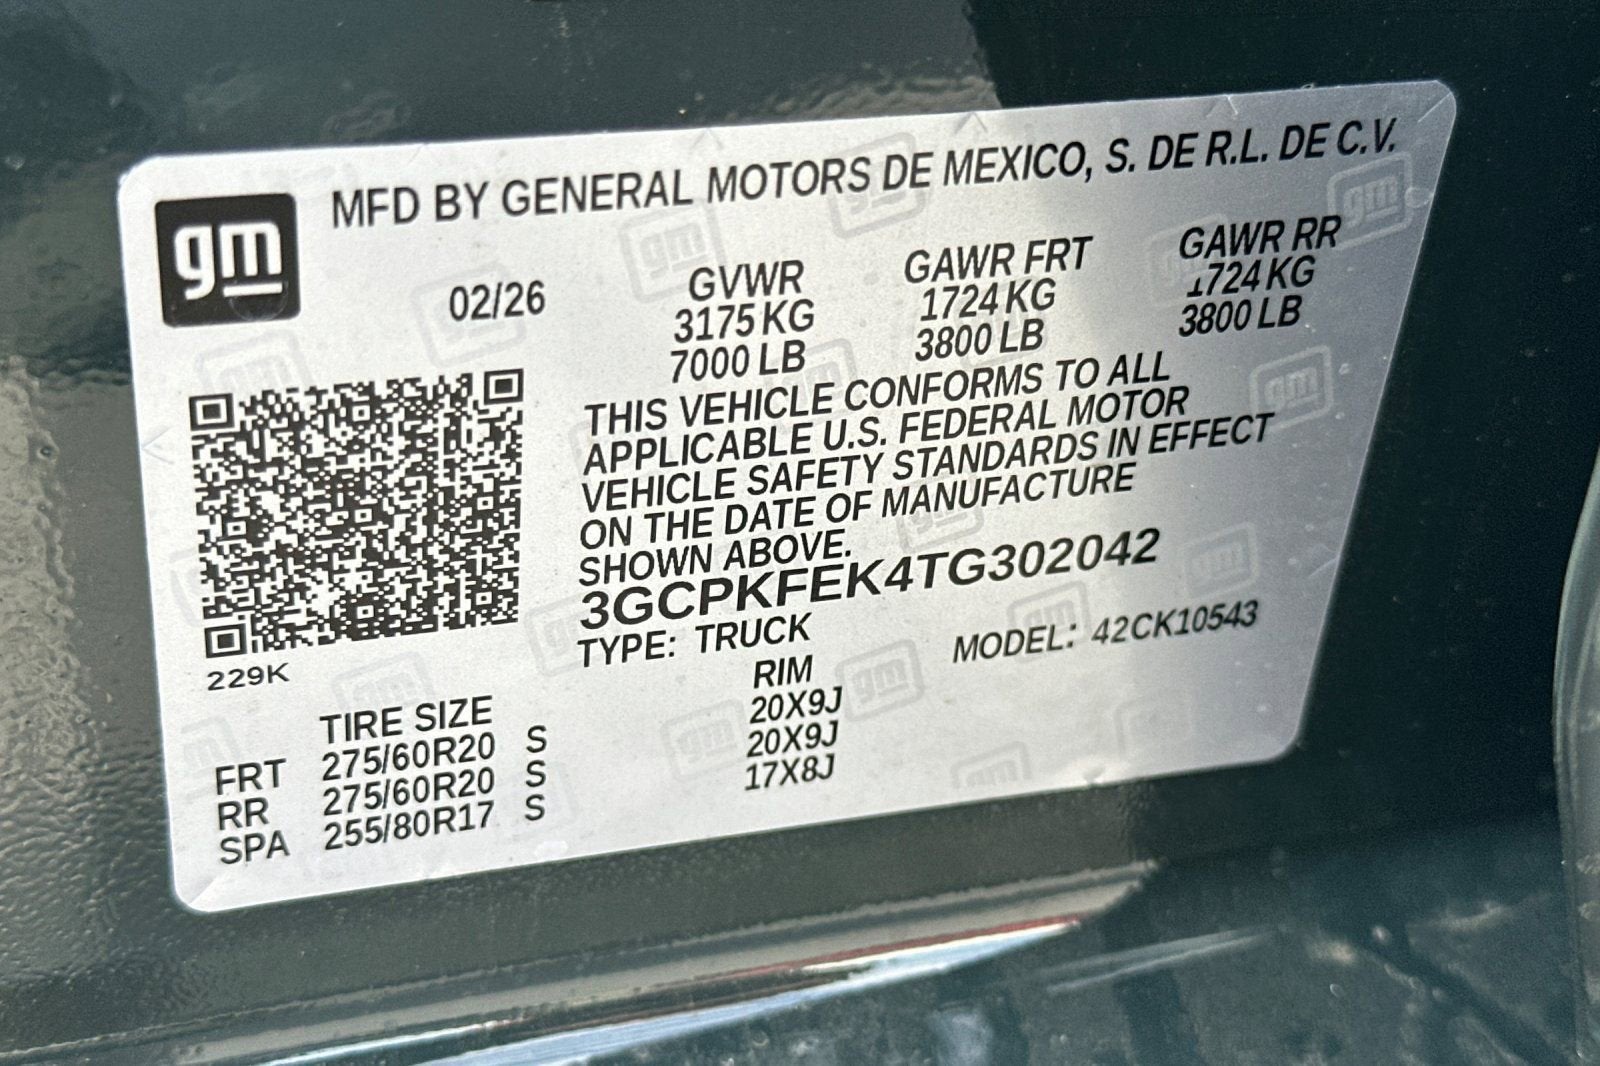 gm
MFD BY GENERAL MOTORS DE MEXICO, S. DE R.L. DE C.V.
02/26 GVWR GAWR FRT GAWR RR
3175 KG 1724 KG 1724 KG
7000 LB 3800 LB 3800 LB
THIS VEHICLE CONFORMS TO ALL
APPLICABLE U.S. FEDERAL MOTOR
VEHICLE SAFETY STANDARDS IN EFFECT
ON THE DATE OF MANUFACTURE
SHOWN ABOVE.
3GCPKFEK4TG302042
TYPE: TRUCK MODEL: 42CK10543
229K
TIRE SIZE RIM
FRT 275/60R20 S 20X9J
RR 275/60R20 S 20X9J
SPA 255/80R17 S 17X8J